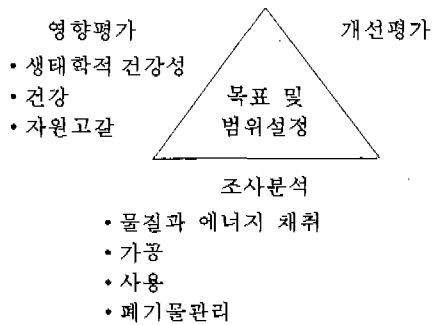 영향평가
개선평가
• 생태학적 건강성
• 건강
• 자원고갈
목표 및
범위설정
조사분석
• 물질과 에너지 채취
• 가공
• 사용
• 폐기물관리